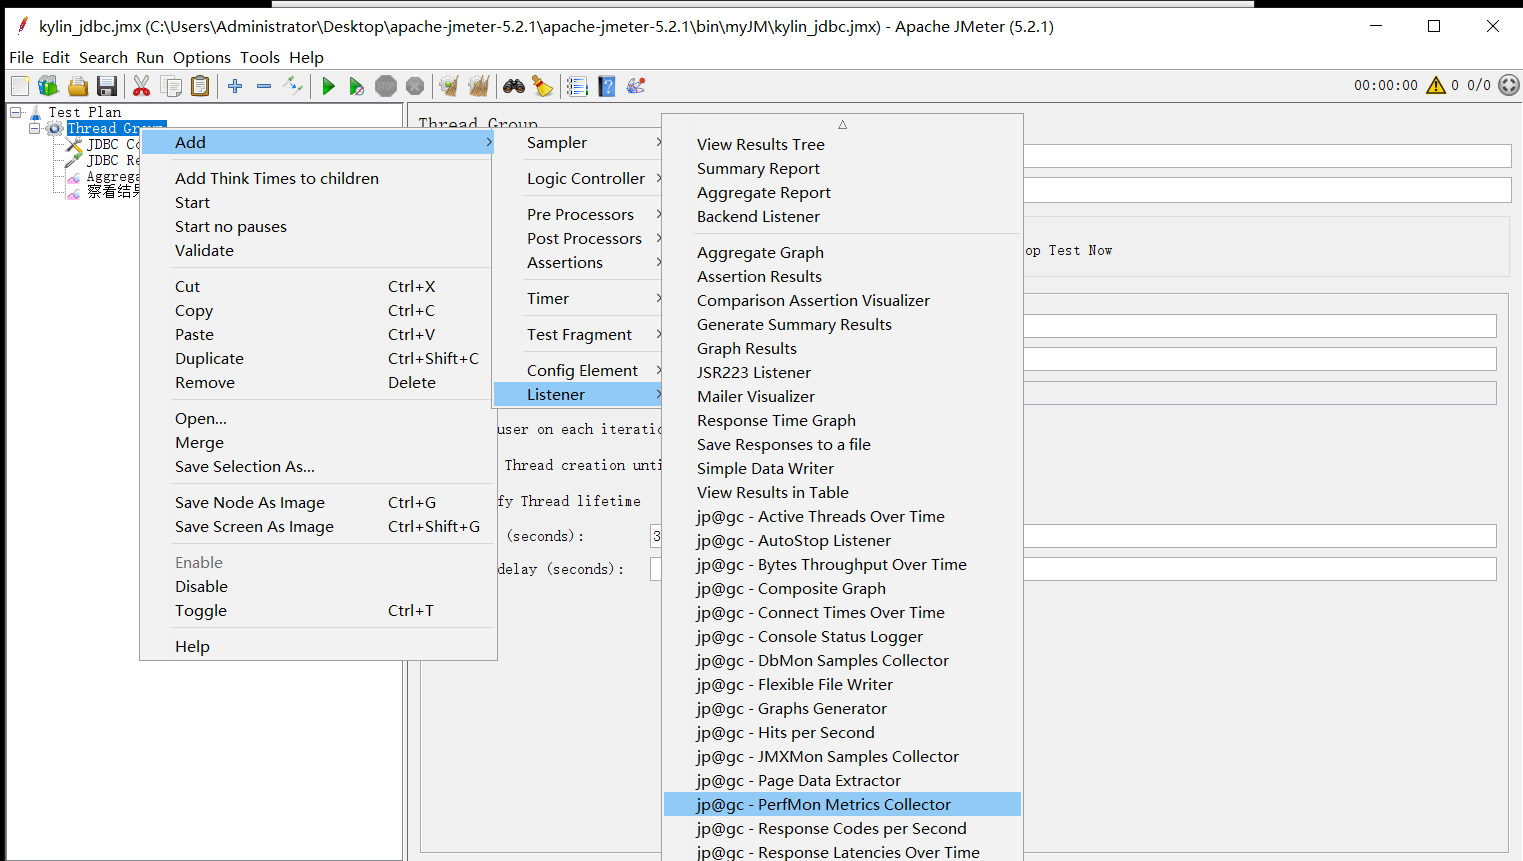 kylin_jdbc.jmx (C:\Users\Administrator\Desktop\apache-jmeter-5.2.1\apache-jmeter-5.2.1\bin\myJM\kylin_jdbc.jmx) - Apache JMeter (5.2.1)
File Edit Search Run Options Tools Help
STOP
00:00:00 0 0/0
Test Plan
Thread Group
JDBC Co
JDBC Re
Aggrega
察看结果
Add
Add Think Times to children
Start
Start no pauses
Validate
Cut Ctrl+X
Copy Ctrl+C
Paste Ctrl+V
Duplicate Ctrl+Shift+C
Remove Delete
Open...
Merge
Save Selection As...
Save Node As Image Ctrl+G
Save Screen As Image Ctrl+Shift+G
Enable
Disable
Toggle Ctrl+T
Help
Thread Group
Sampler
Logic Controller
Pre Processors
Post Processors
Assertions
Timer
Test Fragment
Config Element
Listener
user on each iteratio
Thread creation unti
fy Thread lifetime
(seconds): 3
delay (seconds):
View Results Tree
Summary Report
Aggregate Report
Backend Listener
Aggregate Graph
Assertion Results
Comparison Assertion Visualizer
Generate Summary Results
Graph Results
JSR223 Listener
Mailer Visualizer
Response Time Graph
Save Responses to a file
Simple Data Writer
View Results in Table
jp@gc - Active Threads Over Time
jp@gc - AutoStop Listener
jp@gc - Bytes Throughput Over Time
jp@gc - Composite Graph
jp@gc - Connect Times Over Time
jp@gc - Console Status Logger
jp@gc - DbMon Samples Collector
jp@gc - Flexible File Writer
jp@gc - Graphs Generator
jp@gc - Hits per Second
jp@gc - JMXMon Samples Collector
jp@gc - Page Data Extractor
jp@gc - PerfMon Metrics Collector
jp@gc - Response Codes per Second
jp@gc - Response Latencies Over Time
op Test Now